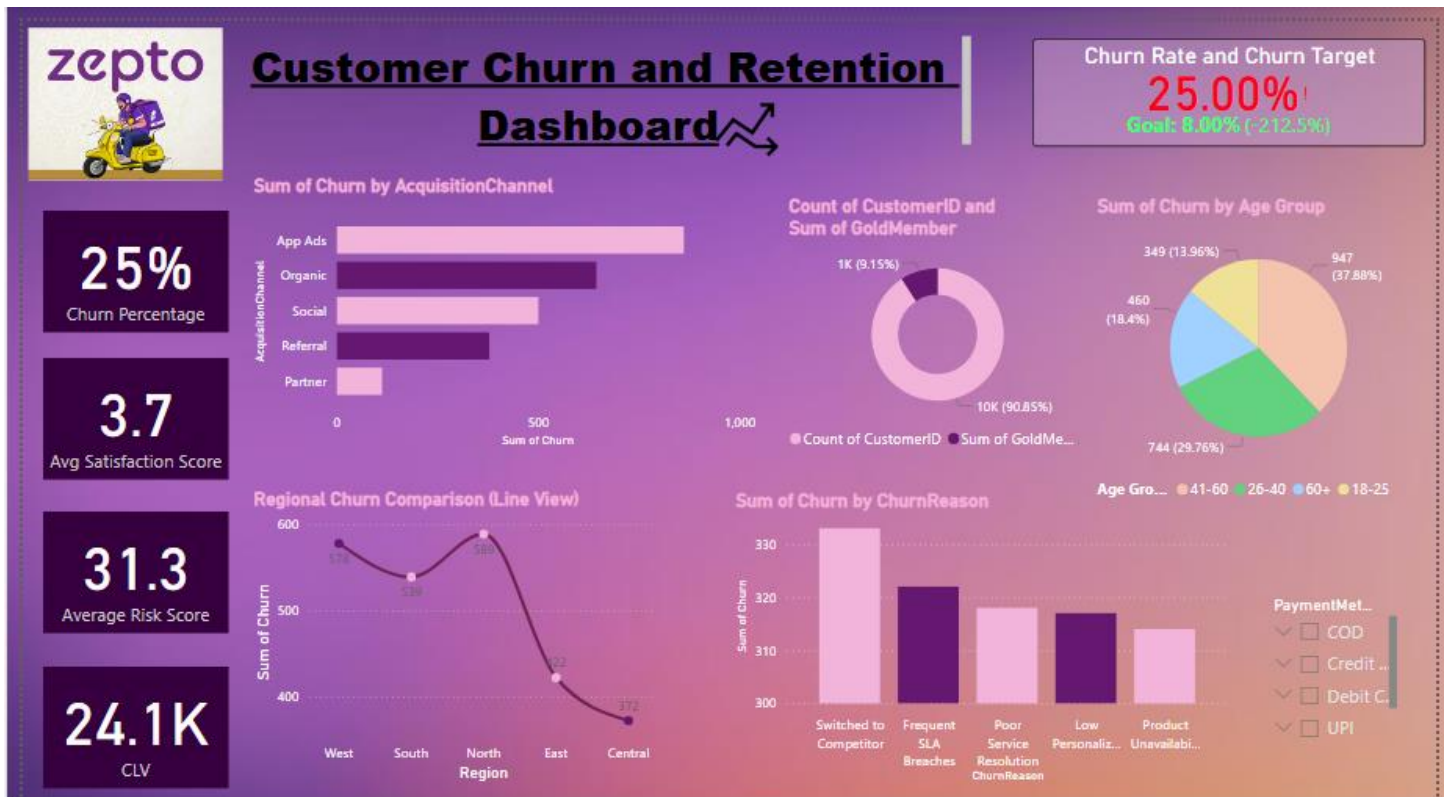 zepto
Customer Churn and Retention
Dashboard
Churn Rate and Churn Target
25.00%!
Goal: 8.00% (-212.5%)
25%
Churn Percentage
3.7
Avg Satisfaction Score
31.3
Average Risk Score
24.1K
CLV
Sum of Churn by AcquisitionChannel
AcquisitionChannel
App Ads
Organic
Social
Referral
Partner
0 500 1,000
Sum of Churn
Count of CustomerID and
Sum of GoldMember
1K (9.15%)
10K (90.85%)
Count of CustomerID Sum of GoldMe...
Sum of Churn by Age Group
349 (13.96%)
947
(37.88%)
460
(18.4%)
744 (29.76%)
Age Gro... 41-60 26-40 60+ 18-25
Regional Churn Comparison (Line View)
Sum of Churn
600
500
400
539
589
422
372
West South North East Central
Region
Sum of Churn by ChurnReason
Sum of Churn
330
320
310
300
Switched to
Competitor
Frequent
SLA
Breaches
Poor
Service
Resolution
Low
Personaliz...
Product
Unavailabi...
ChurnReason
PaymentMet...
COD
Credit ...
Debit C...
UPI